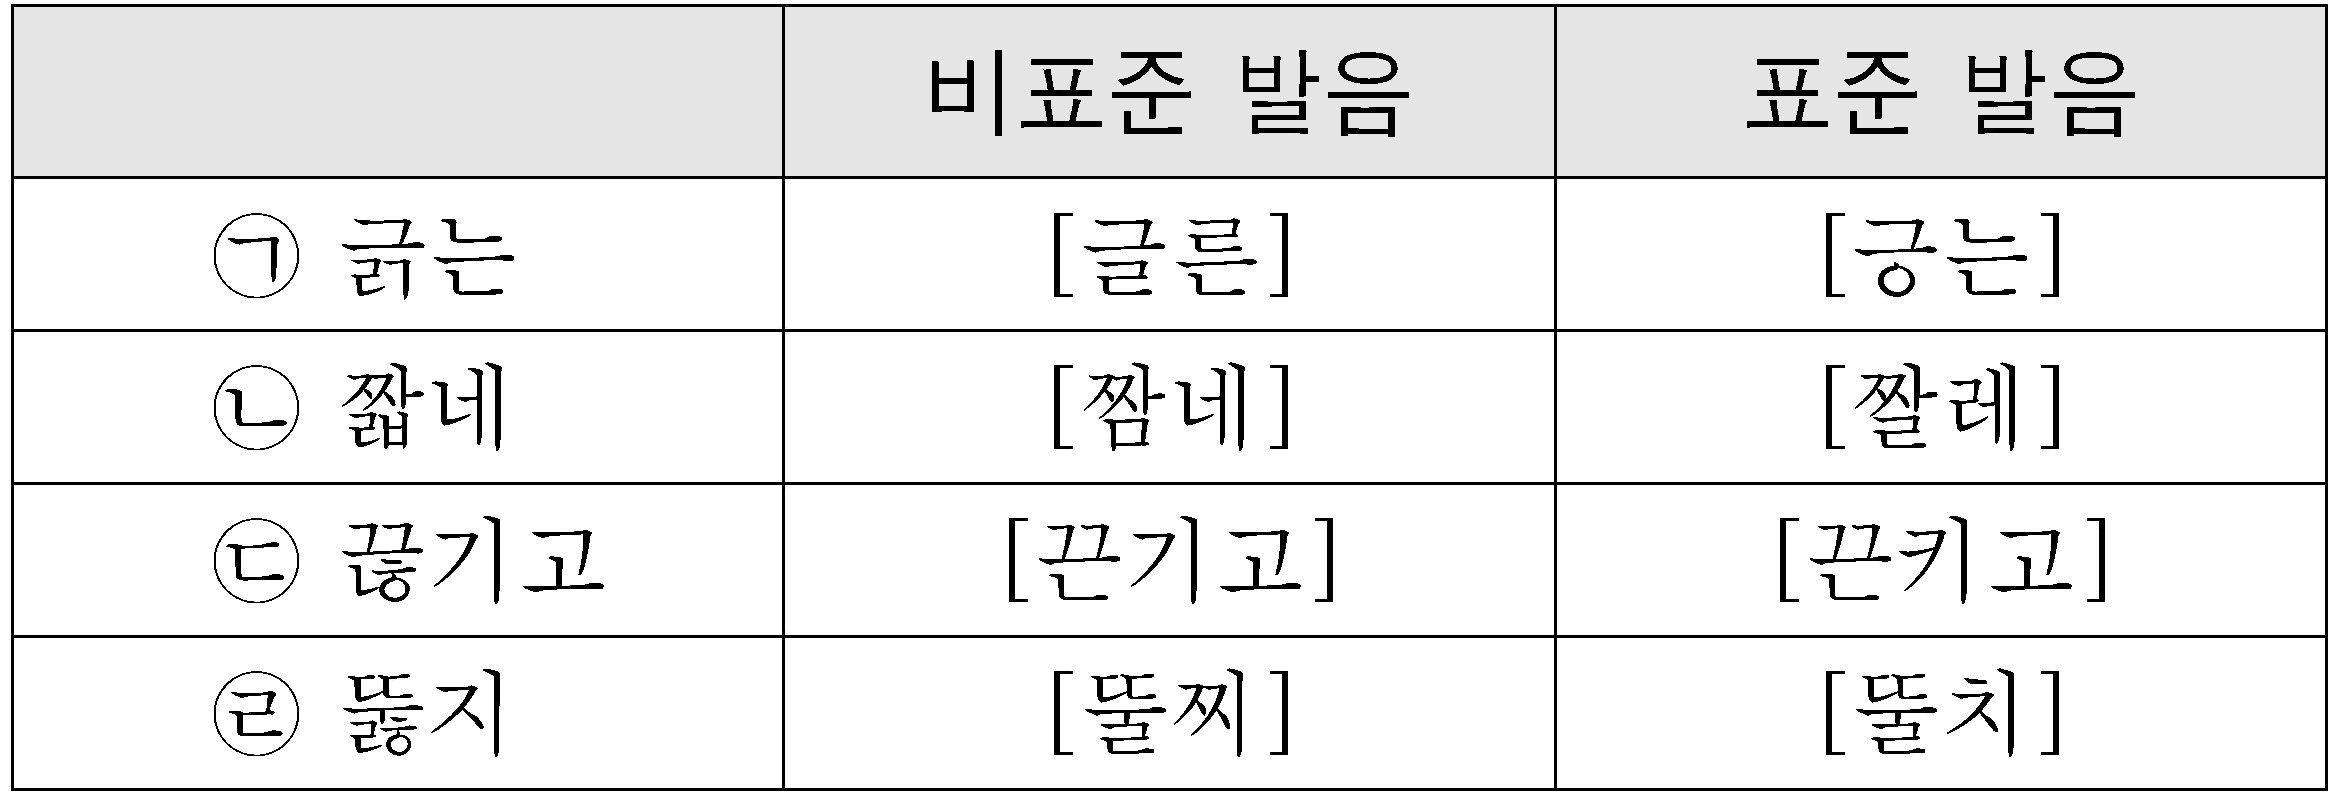 비표준 발음 표준 발음
㉠ 긁는 [글른] [긍는]
㉡ 짧네 [짬네] [짤레]
㉢ 끊기고 [끈기고] [끈키고]
㉣ 뚫지 [뚤찌] [뚤치]